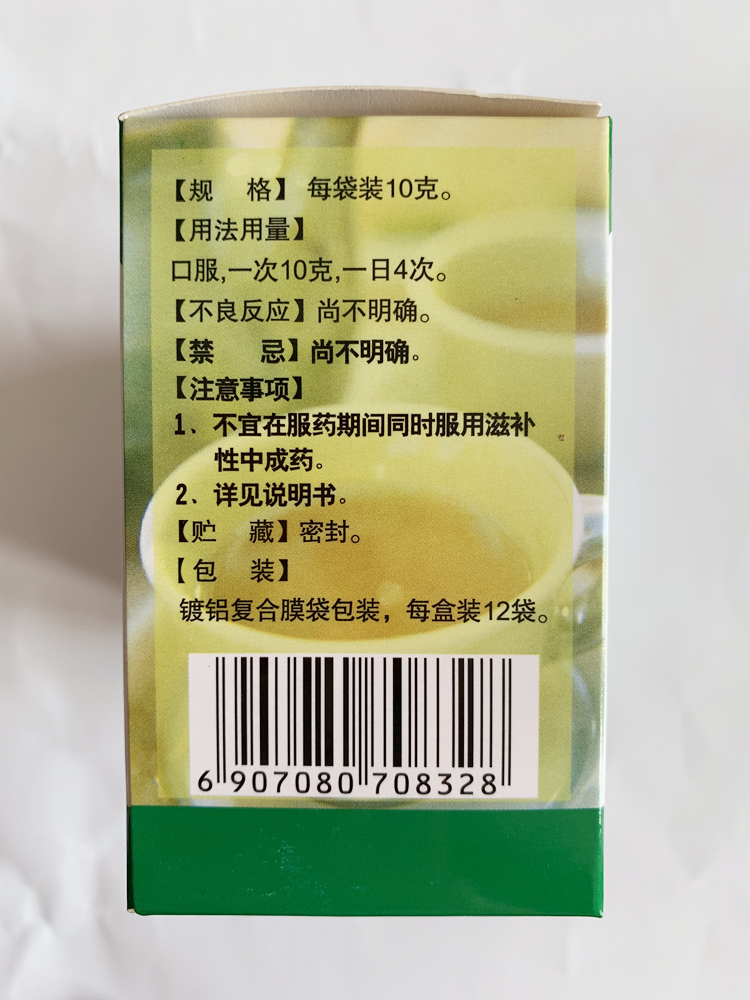 【规　格】每袋装10克。
【用法用量】
口服,一次10克,一日4次。
【不良反应】尚不明确。
【禁　忌】尚不明确。
【注意事项】
1、不宜在服药期间同时服用滋补
性中成药。
2、详见说明书。
【贮　藏】密封。
【包　装】
镀铝复合膜袋包装，每盒装12袋。
6 907080 708328